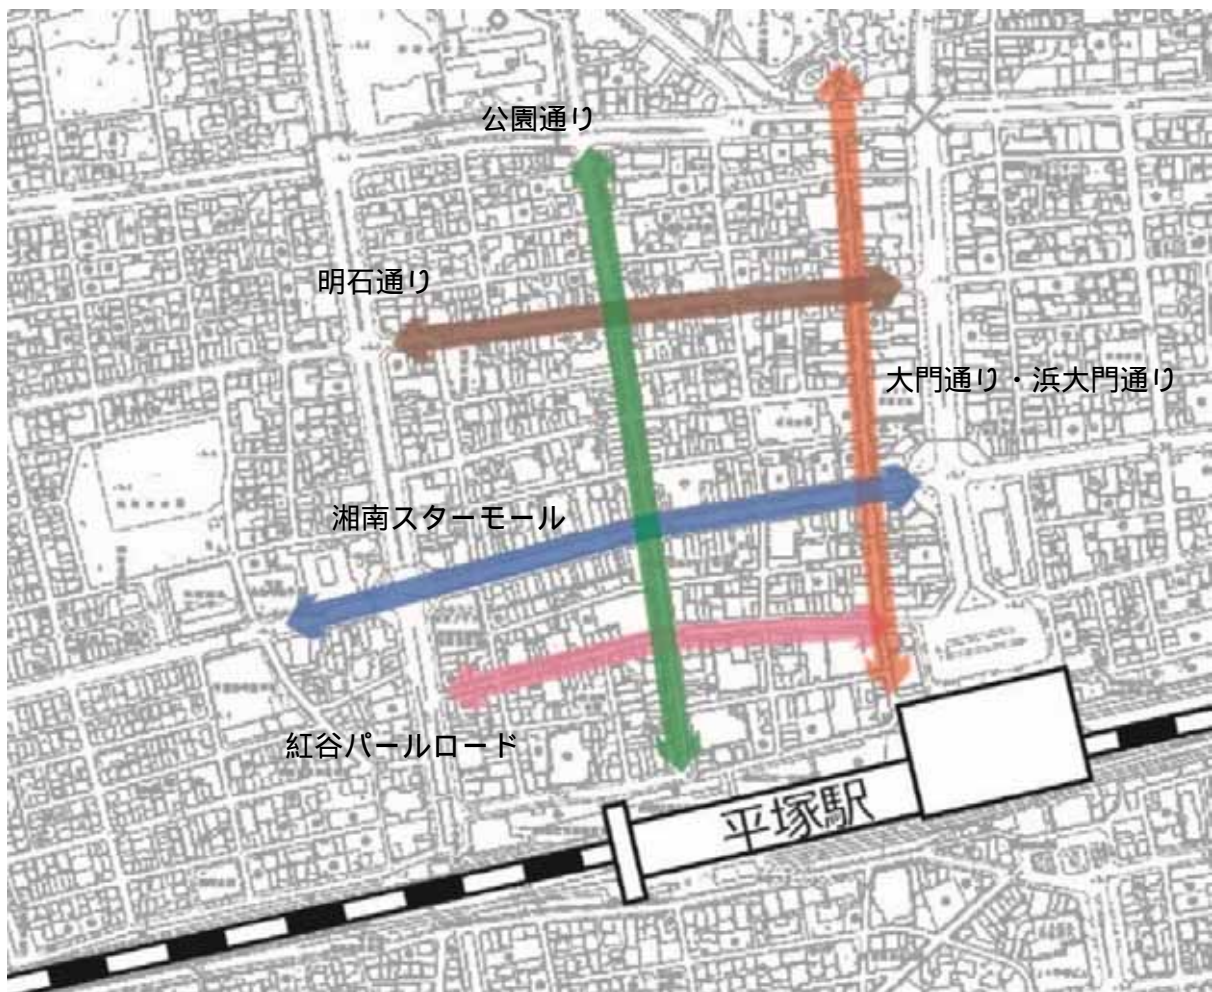 公園通り
明石通り
大門通り・浜大門通り
湘南スターモール
紅谷パールロード
平塚駅